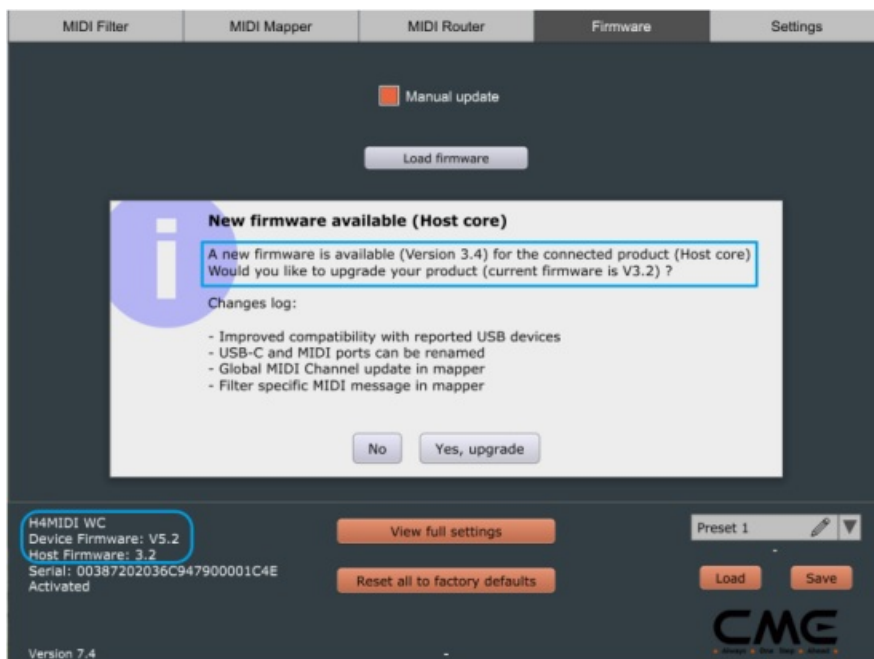 MIDI Filter
MIDI Mapper
MIDI Router
Firmware
Settings
Manual update
Load firmware
i
New firmware available (Host core)
A new firmware is available (Version 3.4) for the connected product (Host core)
Would you like to upgrade your product (current firmware is V3.2) ?
Changes log:
- Improved compatibility with reported USB devices
- USB-C and MIDI ports can be renamed
- Global MIDI Channel update in mapper
- Filter specific MIDI message in mapper
No
Yes, upgrade
H4MIDI WC
Device Firmware: V5.2
Host Firmware: 3.2
Serial: 00387202036C947900001C4E
Activated
View full settings
Reset all to factory defaults
Preset 1
-
Load
Save
CME
Always • One Step • Ahead
Version 7.4
-